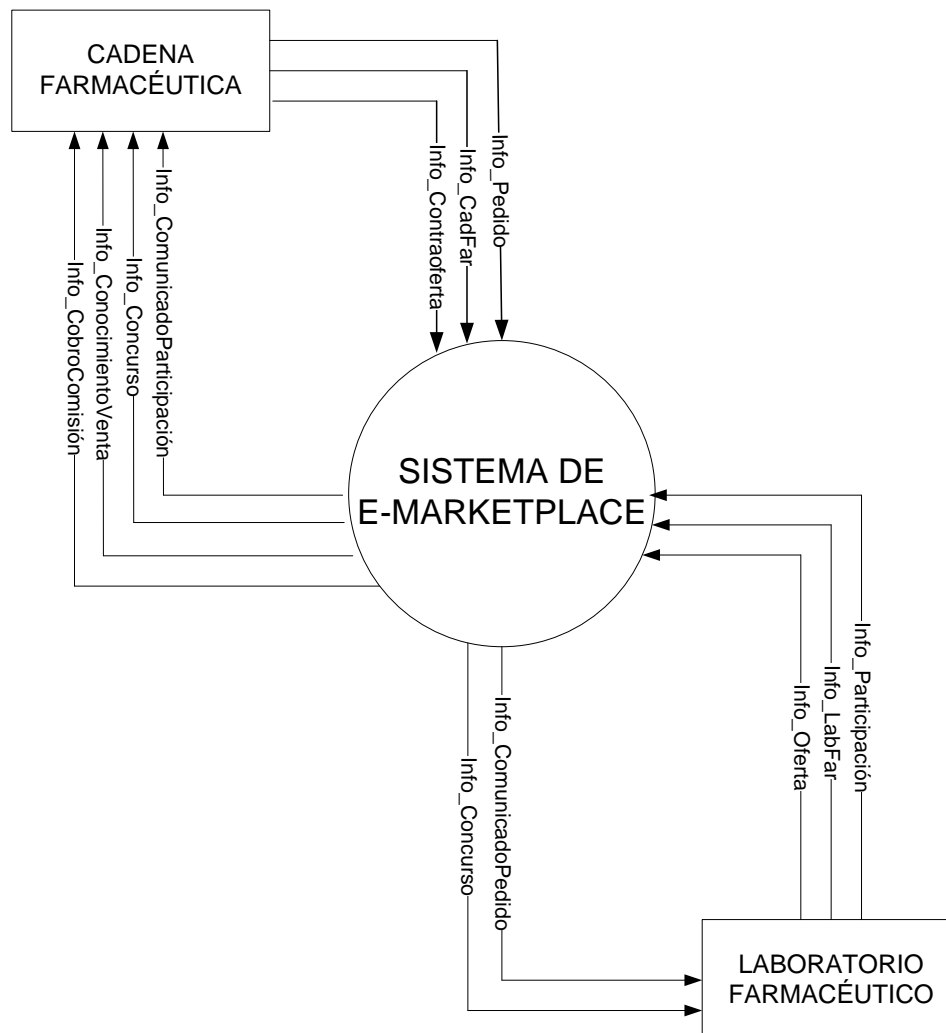 CADENA
FARMACÉUTICA
Info_Pedido
Info_CadFar
Info_Contraoferta
Info_ComunicadoParticipación
Info_Concurso
Info_ConocimientoVenta
Info_CobroComisión
SISTEMA DE
E-MARKETPLACE
Info_Participación
Info_LabFar
Info_Oferta
Info_ComunicadoPedido
Info_Concurso
LABORATORIO
FARMACÉUTICO